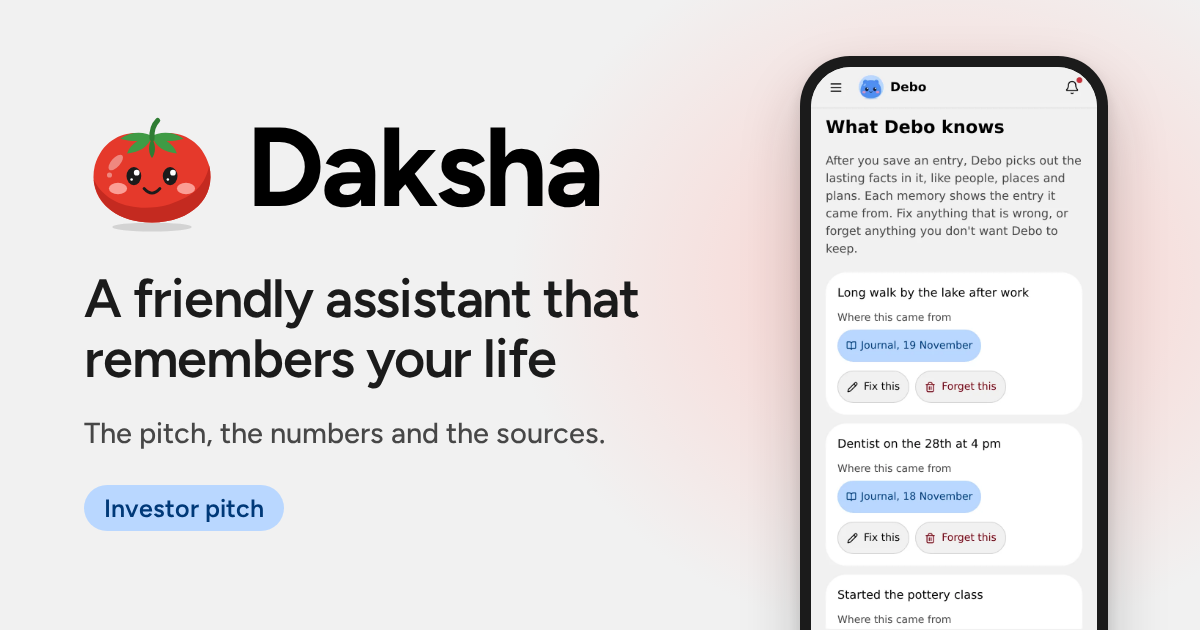 Daksha
A friendly assistant that
remembers your life
The pitch, the numbers and the sources.
Investor pitch
Debo
What Debo knows
After you save an entry, Debo picks out the
lasting facts in it, like people, places and
plans. Each memory shows the entry it
came from. Fix anything that is wrong, or
forget anything you don't want Debo to
keep.
Long walk by the lake after work
Where this came from
Journal, 19 November
Fix this Forget this
Dentist on the 28th at 4 pm
Where this came from
Journal, 18 November
Fix this Forget this
Started the pottery class
Where this came from